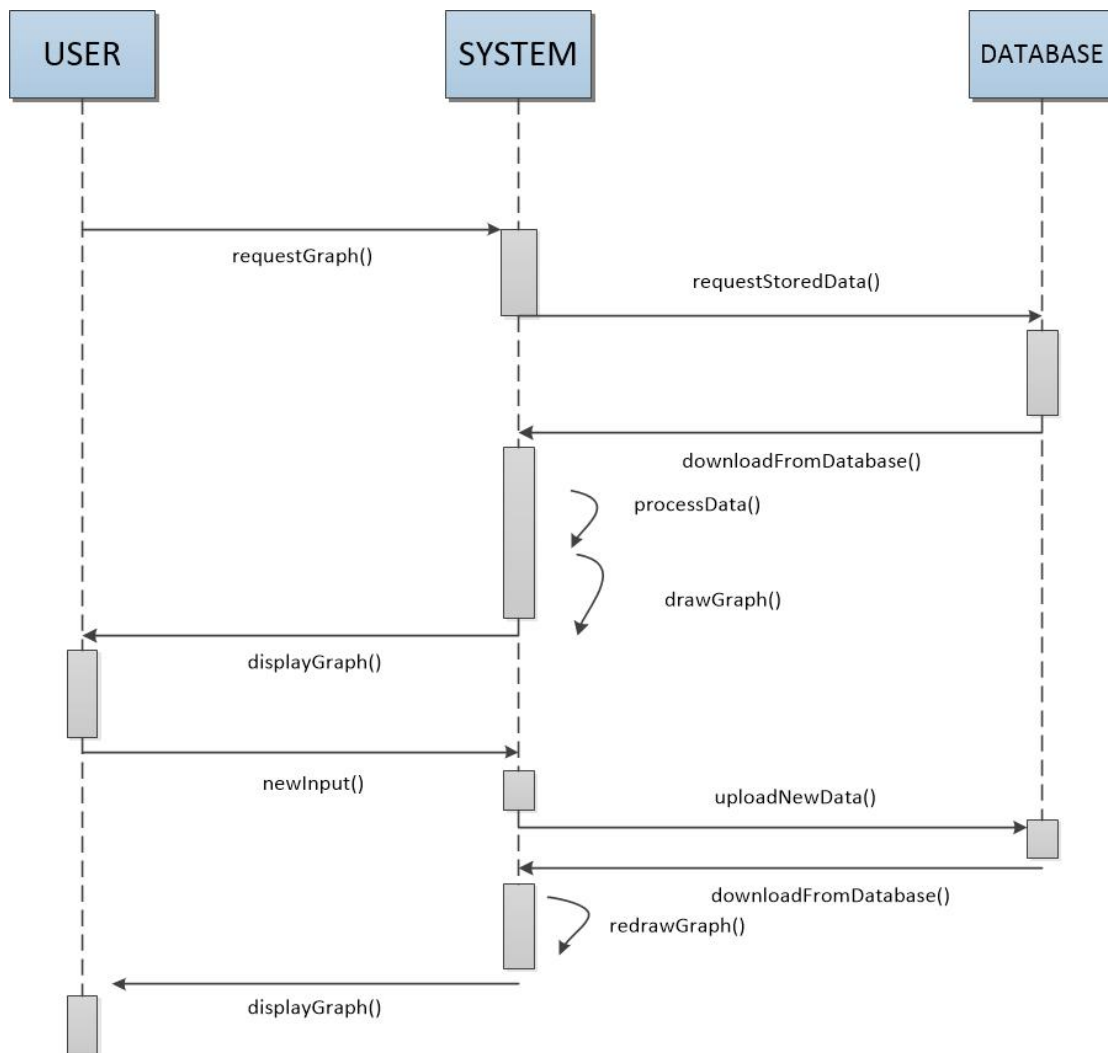 USER
SYSTEM
DATABASE
requestGraph()
requestStoredData()
downloadFromDatabase()
processData()
drawGraph()
displayGraph()
newInput()
uploadNewData()
downloadFromDatabase()
redrawGraph()
displayGraph()